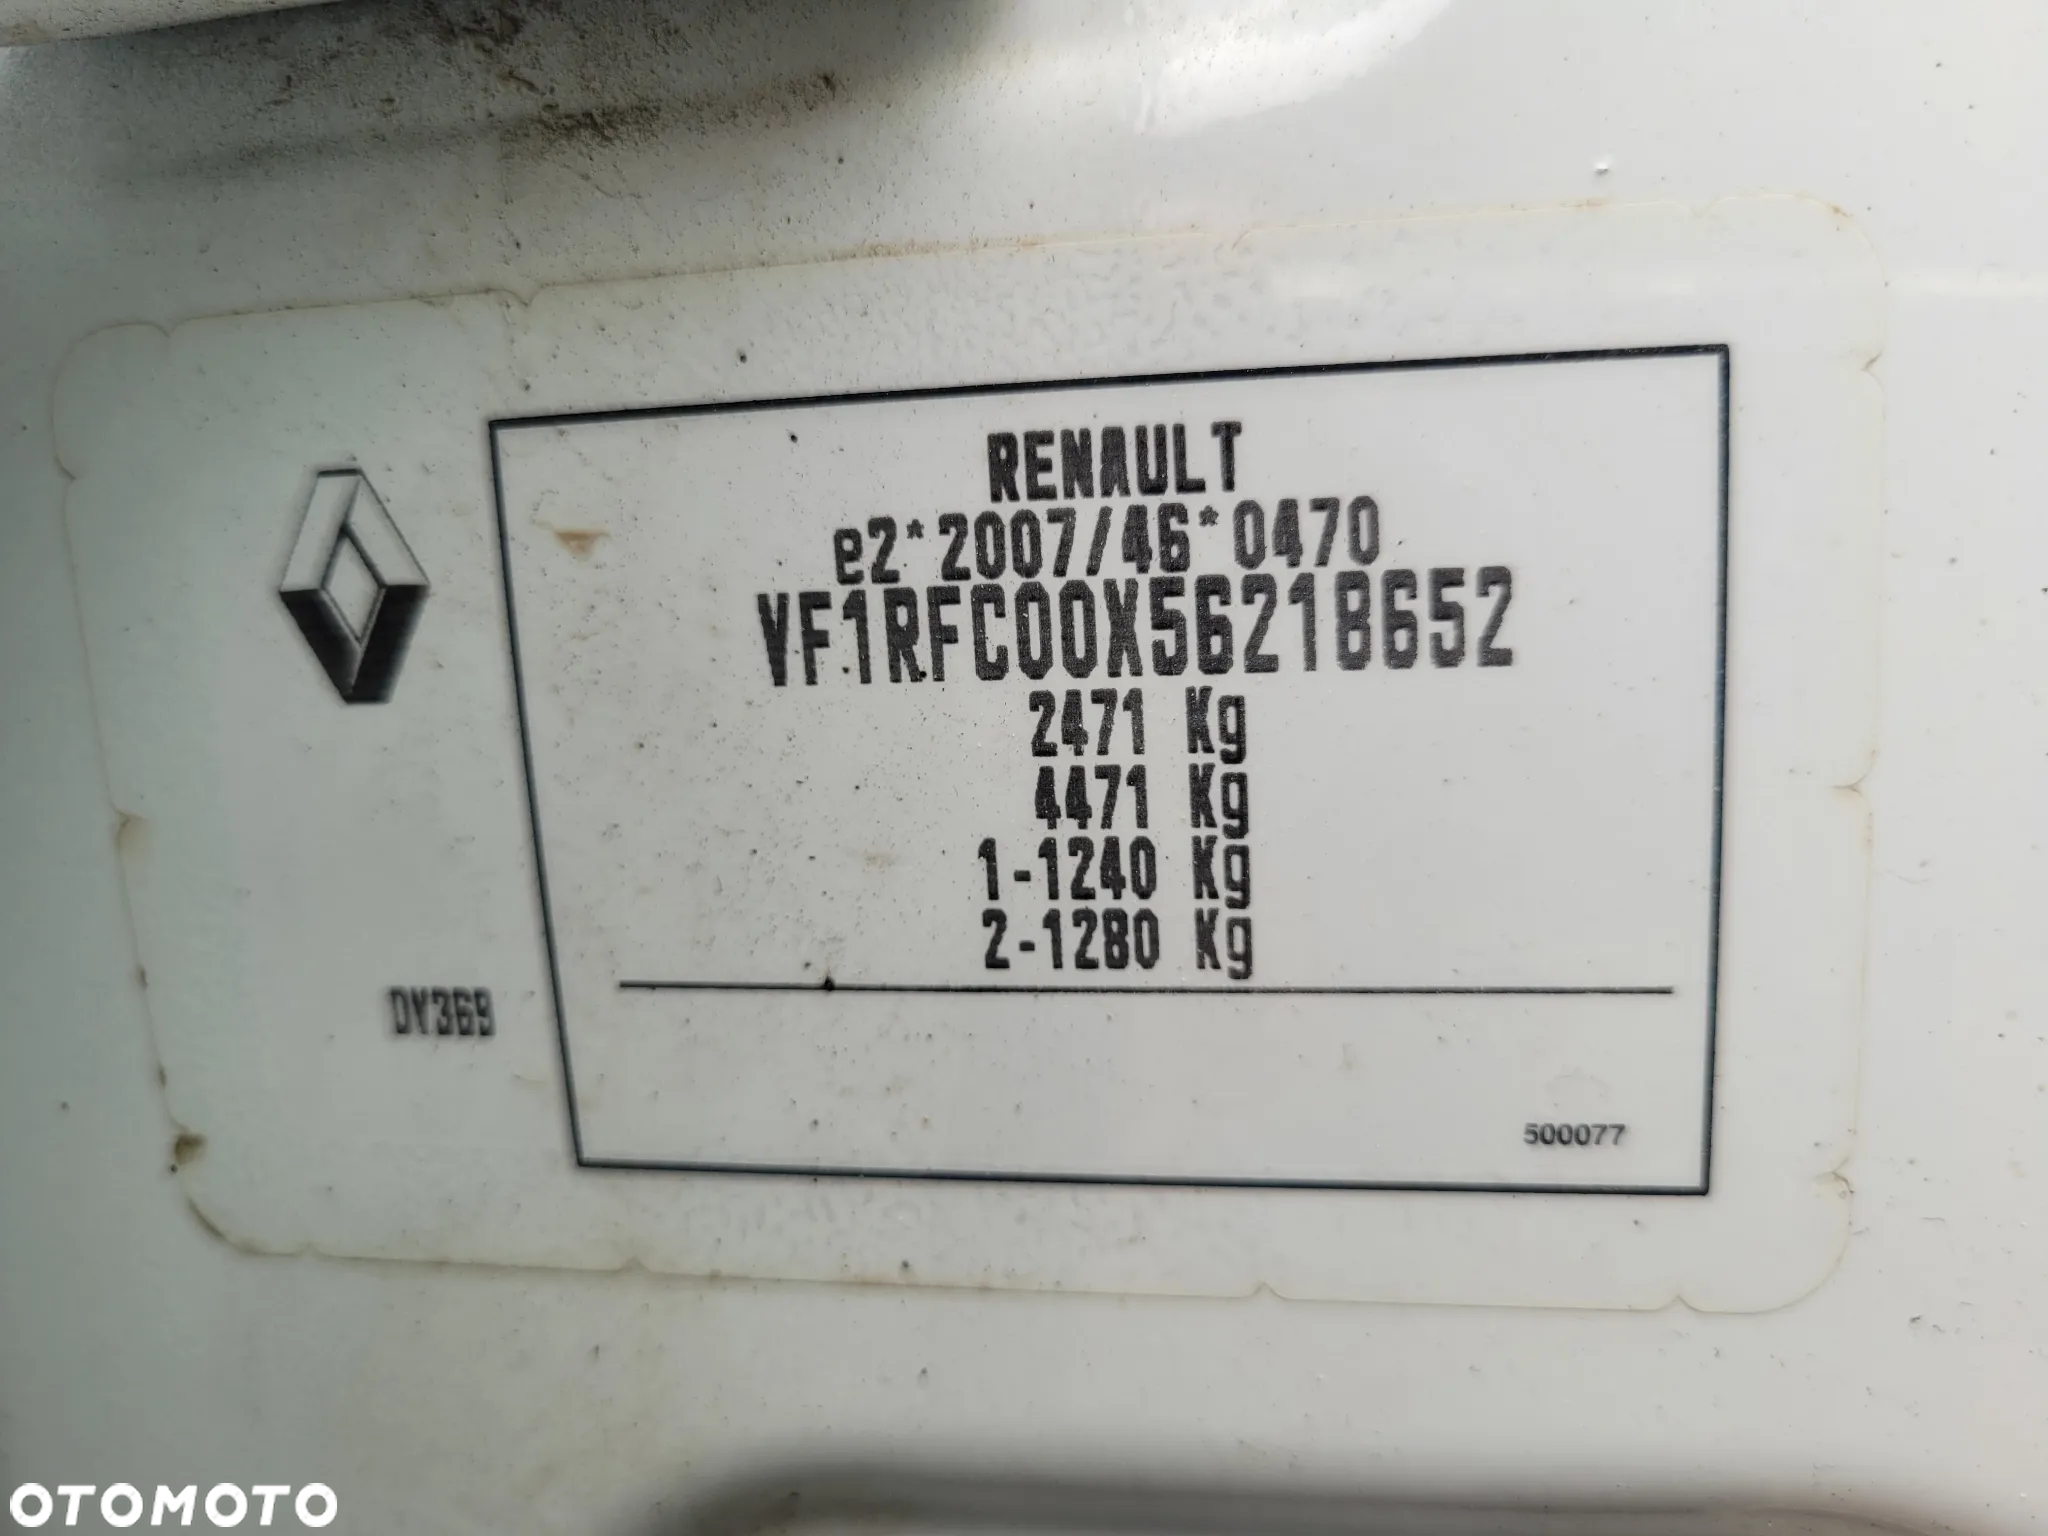 RENAULT
e2*2007/46*0470
VF1RFC00X56218652
2471 Kg
4471 Kg
1-1240 Kg
2-1280 Kg
DY369
500077
OTOMOTO